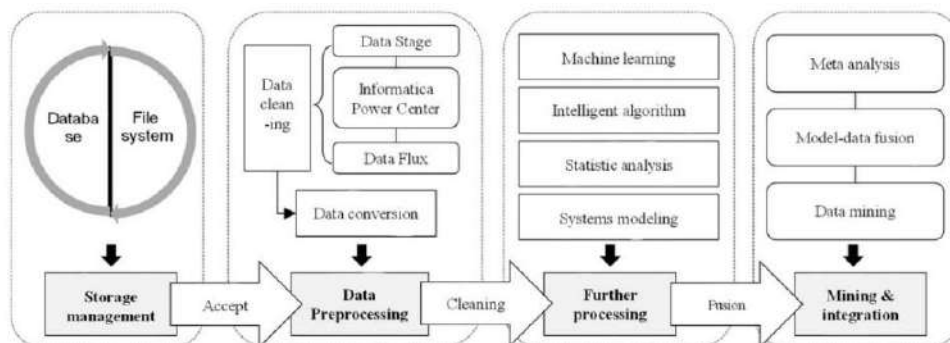 Databa
se
File
system
Storage
management
Accept
Data
clean
-ing
Data Stage
Informatica
Power Center
Data Flux
Data conversion
Data
Preprocessing
Cleaning
Machine learning
Intelligent algorithm
Statistic analysis
Systems modeling
Further
processing
Fusion
Meta analysis
Model-data fusion
Data mining
Mining &
integration